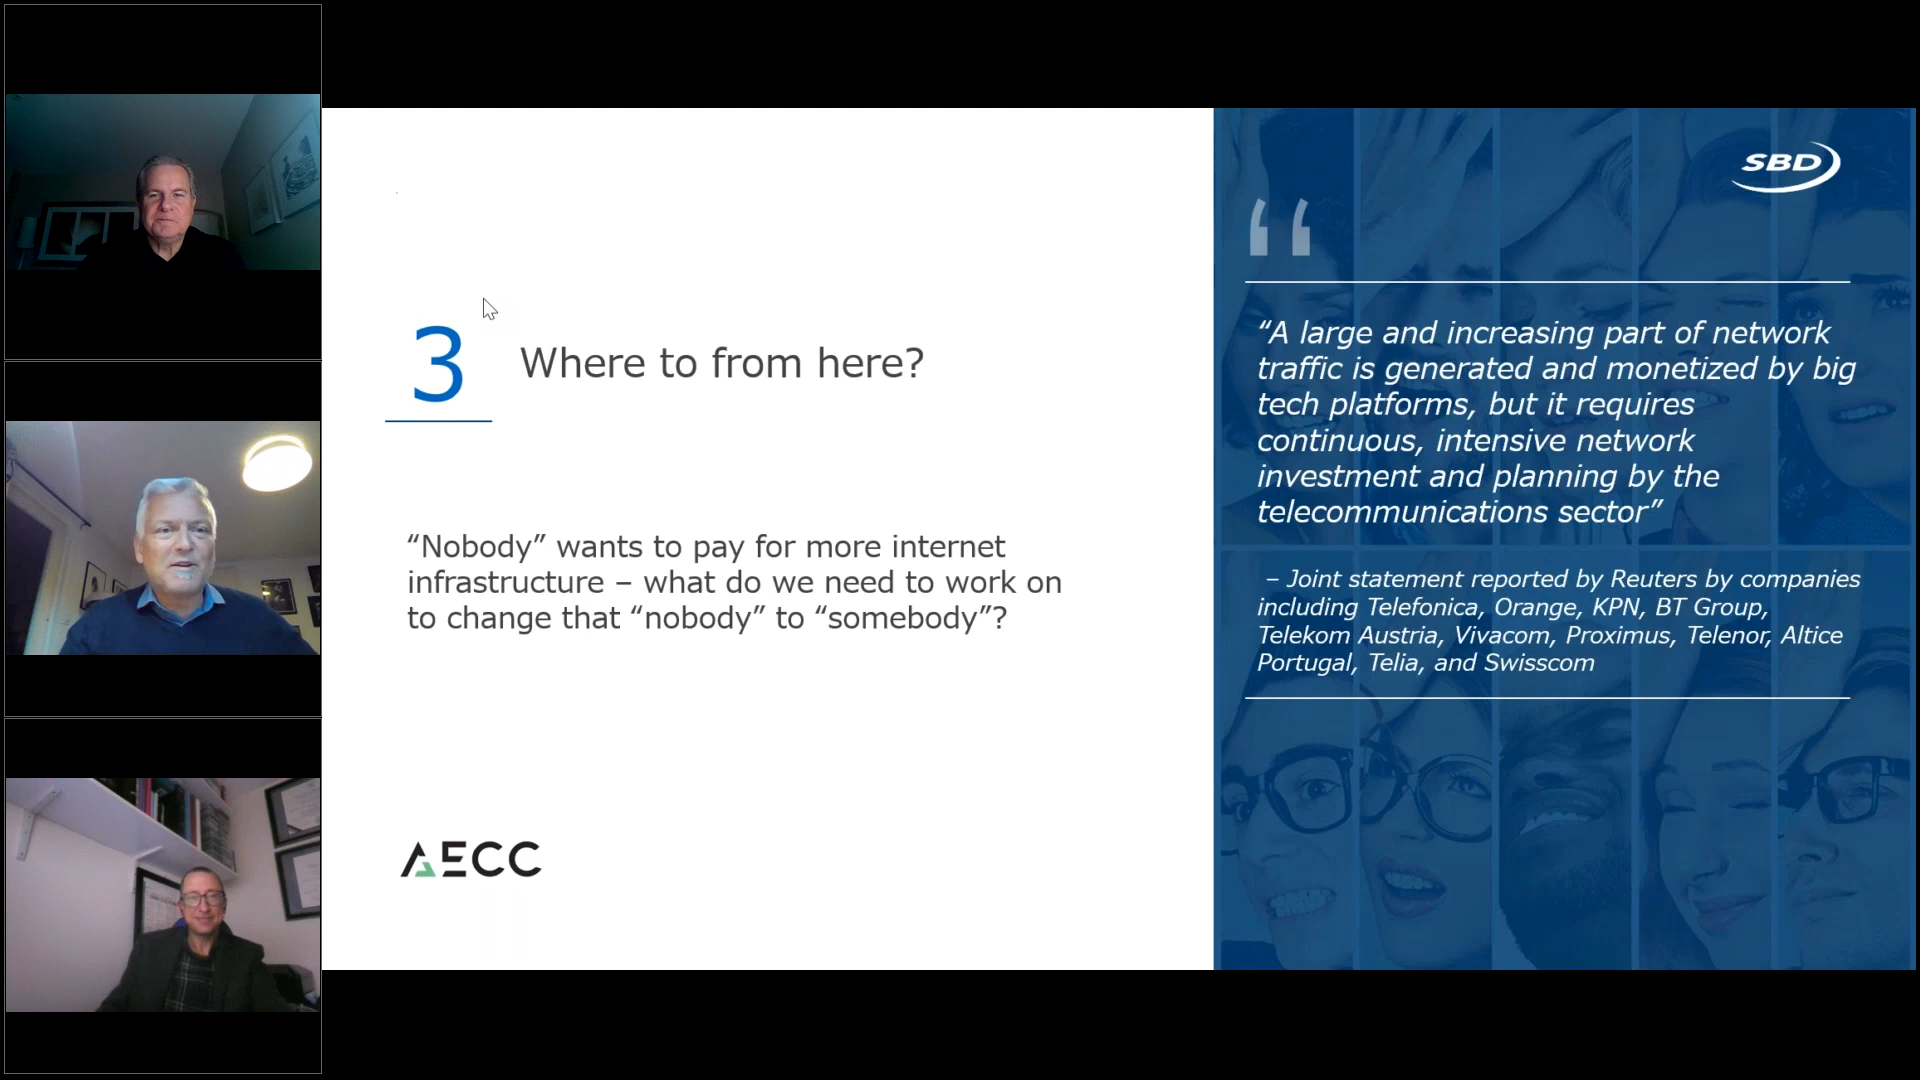 3
Where to from here?
“Nobody” wants to pay for more internet
infrastructure – what do we need to work on
to change that “nobody” to “somebody”?
AECC
SBD
“
“A large and increasing part of network
traffic is generated and monetized by big
tech platforms, but it requires
continuous, intensive network
investment and planning by the
telecommunications sector”
– Joint statement reported by Reuters by companies
including Telefonica, Orange, KPN, BT Group,
Telekom Austria, Vivacom, Proximus, Telenor, Altice
Portugal, Telia, and Swisscom